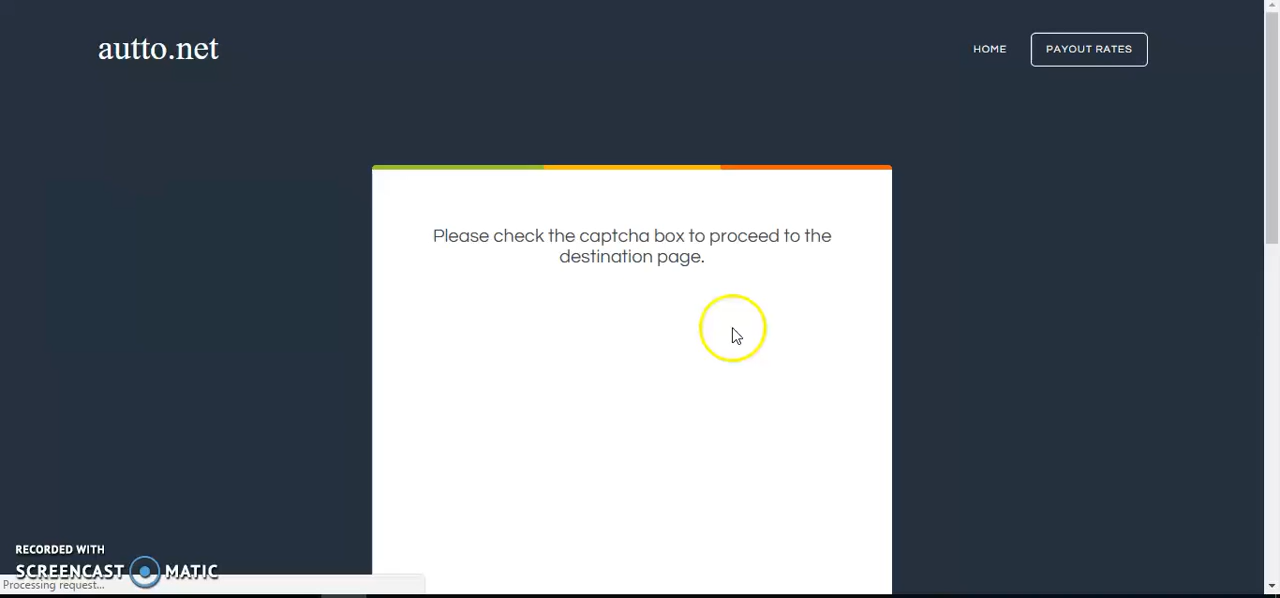 autto.net
HOME
PAYOUT RATES
Please check the captcha box to proceed to the
destination page.
RECORDED WITH
SCREENCAST MATIC
Processing request...